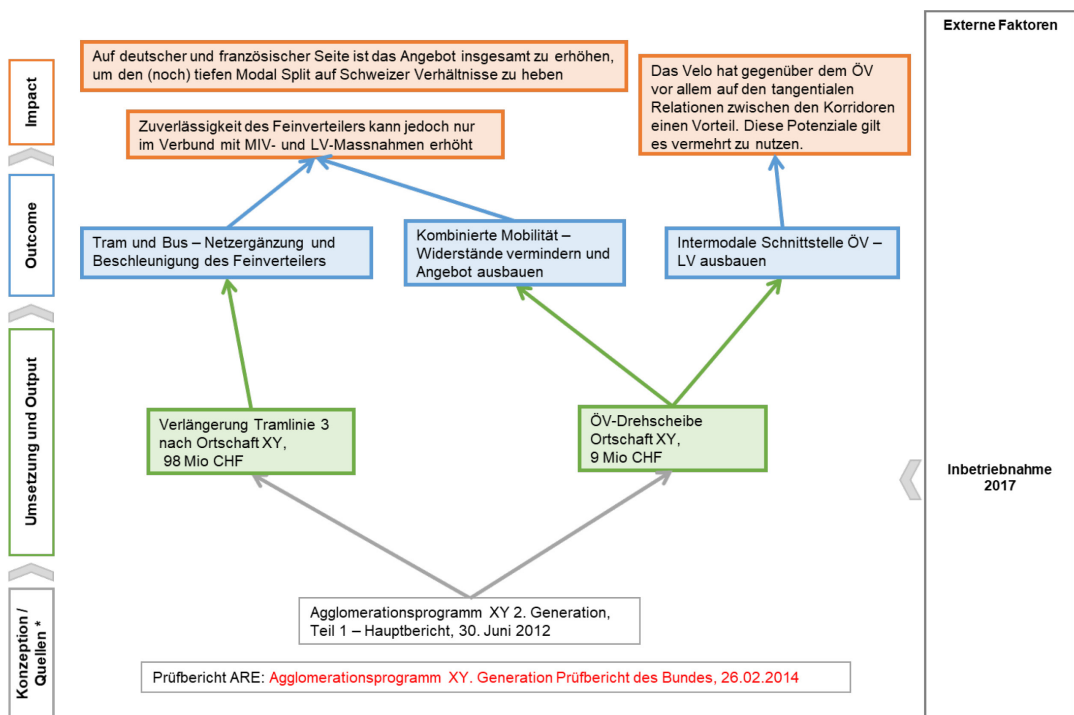 Externe Faktoren
Impact
Auf deutscher und französischer Seite ist das Angebot insgesamt zu erhöhen,
um den (noch) tiefen Modal Split auf Schweizer Verhältnisse zu heben
Das Velo hat gegenüber dem ÖV
vor allem auf den tangentialen
Relationen zwischen den Korridoren
einen Vorteil. Diese Potenziale gilt
es vermehrt zu nutzen.
Zuverlässigkeit des Feinverteilers kann jedoch nur
im Verbund mit MIV- und LV-Massnahmen erhöht
Outcome
Tram und Bus – Netzergänzung und
Beschleunigung des Feinverteilers
Kombinierte Mobilität –
Widerstände vermindern und
Angebot ausbauen
Intermodale Schnittstelle ÖV –
LV ausbauen
Umsetzung und Output
Verlängerung Tramlinie 3
nach Ortschaft XY,
98 Mio CHF
ÖV-Drehscheibe
Ortschaft XY,
9 Mio CHF
Inbetriebnahme
2017
Konzeption /
Quellen *
Agglomerationsprogramm XY 2. Generation,
Teil 1 – Hauptbericht, 30. Juni 2012
Prüfbericht ARE: Agglomerationsprogramm XY. Generation Prüfbericht des Bundes, 26.02.2014